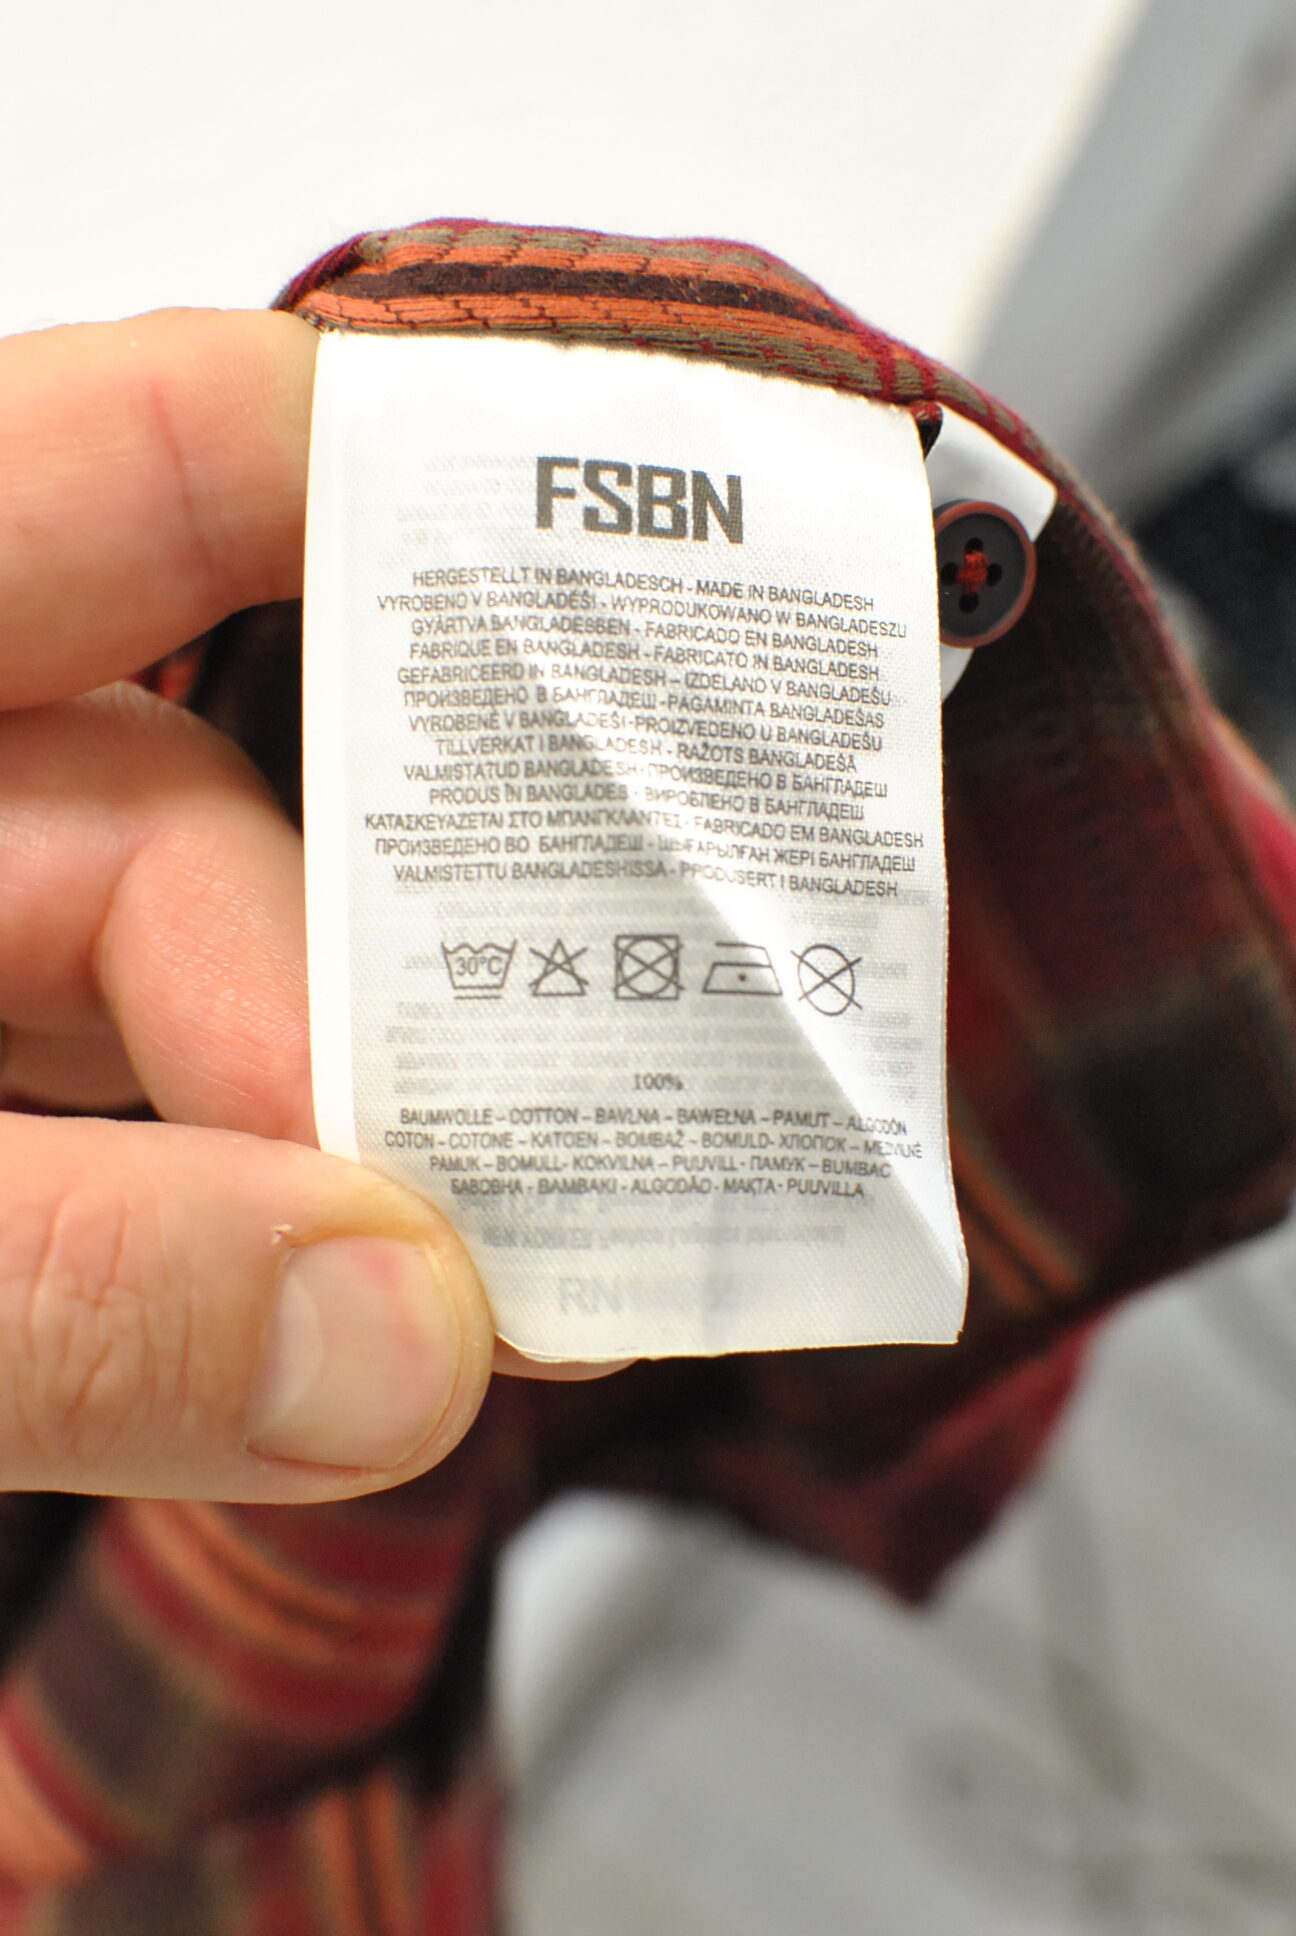 FSBN
HERGESTELLT IN BANGLADESCH - MADE IN BANGLADESH
VYROBENO V BANGLADÉŠI - WYPRODUKOWANO W BANGLADESZU
GYÁRTVA BANGLADESBEN - FABRICADO EN BANGLADESH
FABRIQUE EN BANGLADESH - FABRICATO IN BANGLADESH
GEFABRICEERD IN BANGLADESH – IZDELANO V BANGLADEŠU
ПРОИЗВЕДЕНО В БАНГЛАДЕШ - PAGAMINTA BANGLADEŠAS
VYROBENÉ V BANGLADEŠI - PROIZVEDENO U BANGLADEŠU
TILLVERKAT I BANGLADESH - RAŽOTS BANGLADEŠĀ
VALMISTATUD BANGLADESH - ПРОИЗВЕДЕНО В БАНГЛАДЕШ
PRODUS ÎN BANGLADES - ВИРОБЛЕНО В БАНГЛАДЕШ
ΚΑΤΑΣΚΕΥΑΖΕΤΑΙ ΣΤΟ ΜΠΑΝΓΚΛΑΝΤΕΣ - FABRICADO EM BANGLADESH
ПРОИЗВЕДЕНО ВО БАНГЛАДЕШ - ШЫҒАРЫЛҒАН ЖЕРІ БАНГЛАДЕШ
VALMISTETTU BANGLADESHISSA - PRODUSERT I BANGLADESH
30°C
100%
BAUMWOLLE – COTTON – BAVLNA – BAWEŁNA – PAMUT – ALGODÓN
COTON – COTONE – KATOEN – BOMBAŽ – BOMULD- ХЛОПОК – MEDVILNĖ
PAMUK – BOMULL- KOKVILNA – PUUVILL - ПАМУК – BUMBAC
БАВОВНА - BAMBAKI - ALGODÃO - МАҚТА - PUUVILLA